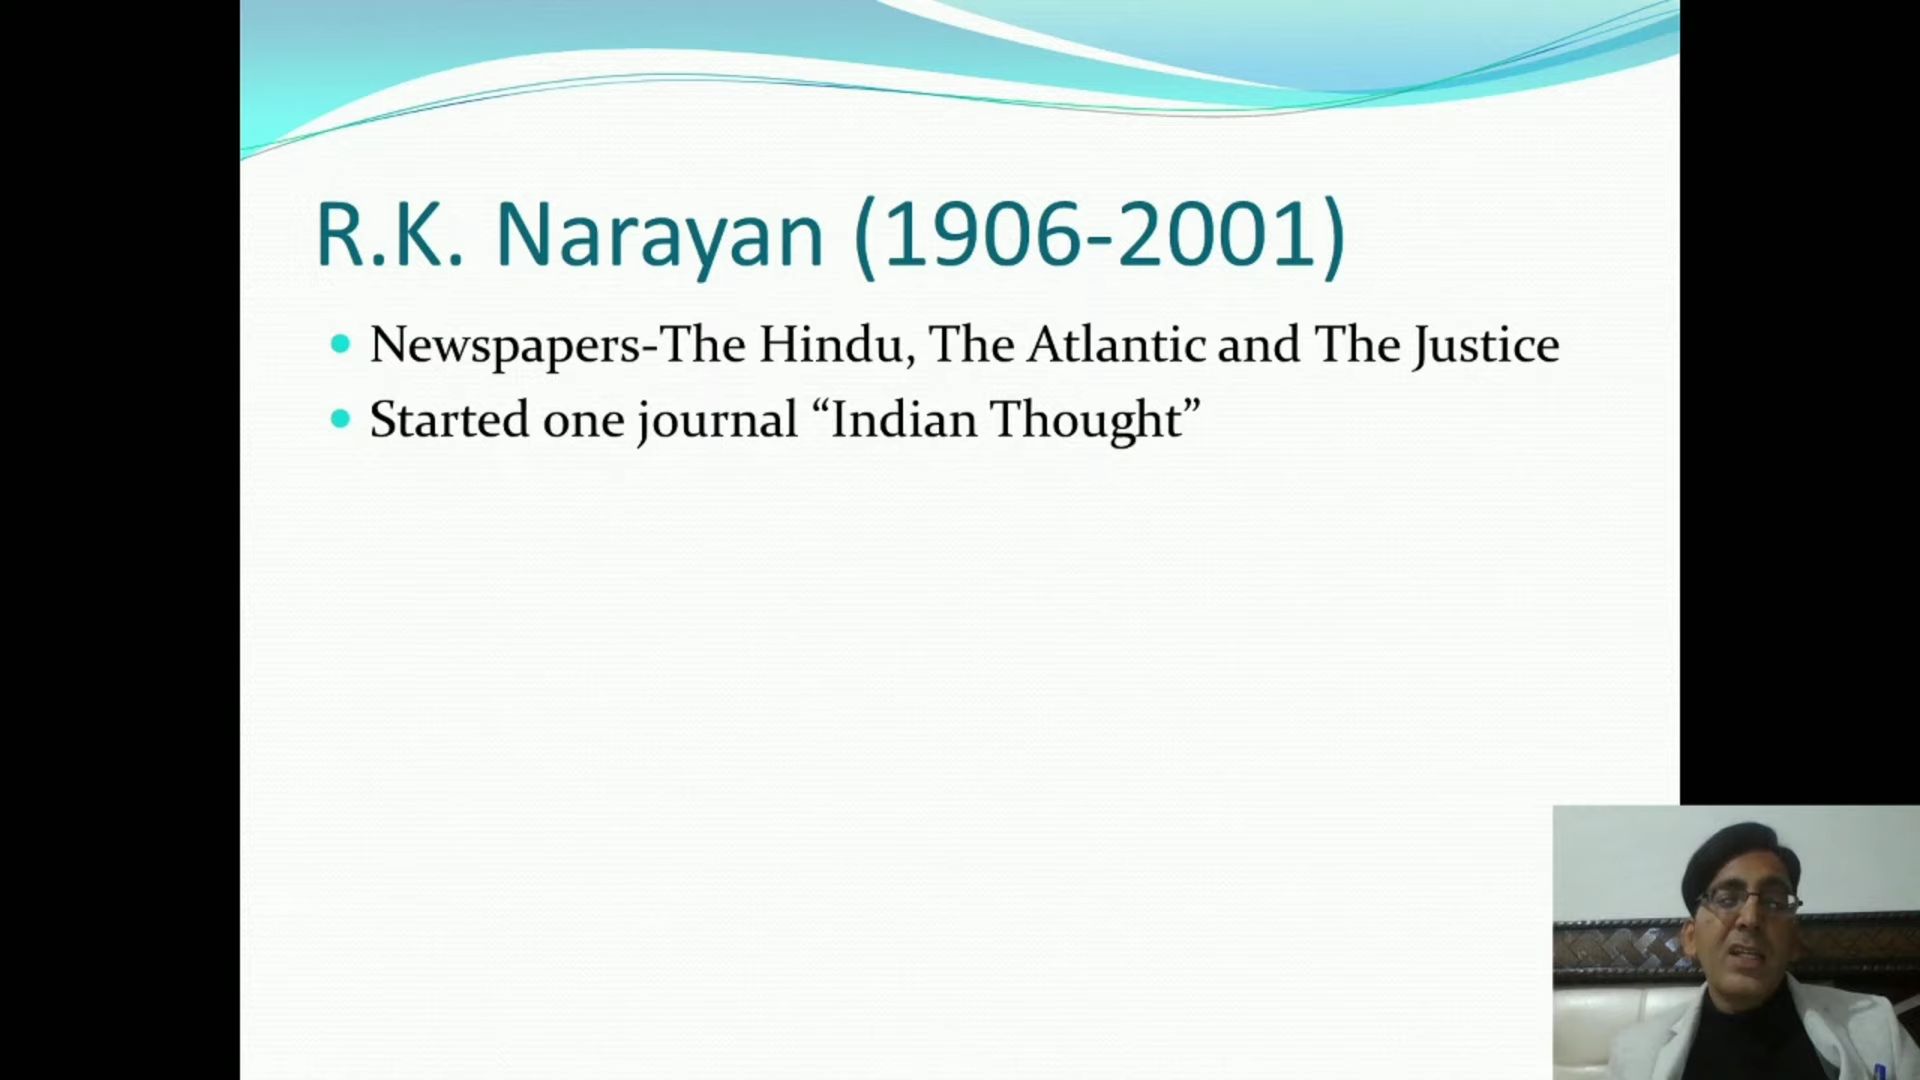 R.K. Narayan (1906-2001)
Newspapers-The Hindu, The Atlantic and The Justice
Started one journal “Indian Thought”